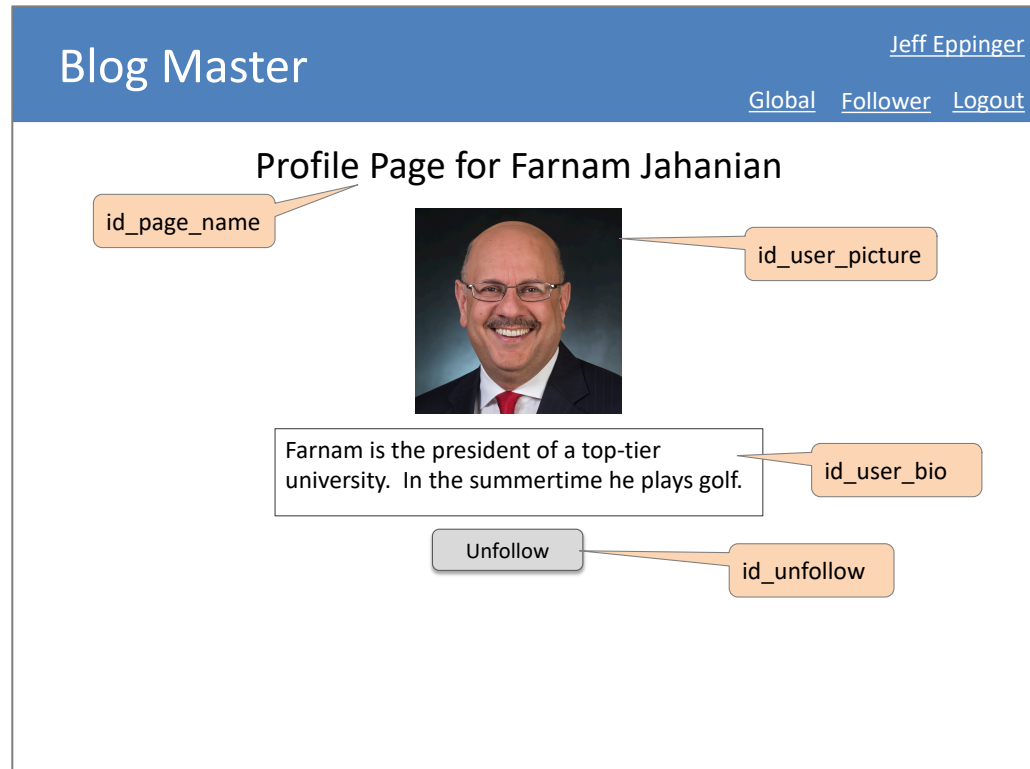 Blog Master
Jeff Eppinger
Global Follower Logout
Profile Page for Farnam Jahanian
id_page_name
id_user_picture
Farnam is the president of a top-tier
university.  In the summertime he plays golf.
id_user_bio
Unfollow
id_unfollow